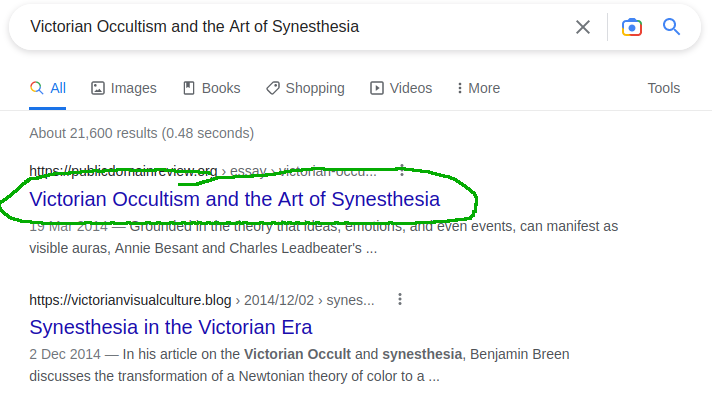 Victorian Occultism and the Art of Synesthesia
All Images Books Shopping Videos More Tools
About 21,600 results (0.48 seconds)
https://publicdomainreview.org › essay › victorian-occu...
Victorian Occultism and the Art of Synesthesia
19 Mar 2014 — Grounded in the theory that ideas, emotions, and even events, can manifest as
visible auras, Annie Besant and Charles Leadbeater's ...
https://victorianvisualculture.blog › 2014/12/02 › synes...
Synesthesia in the Victorian Era
2 Dec 2014 — In his article on the Victorian Occult and synesthesia, Benjamin Breen
discusses the transformation of a Newtonian theory of color to a ...